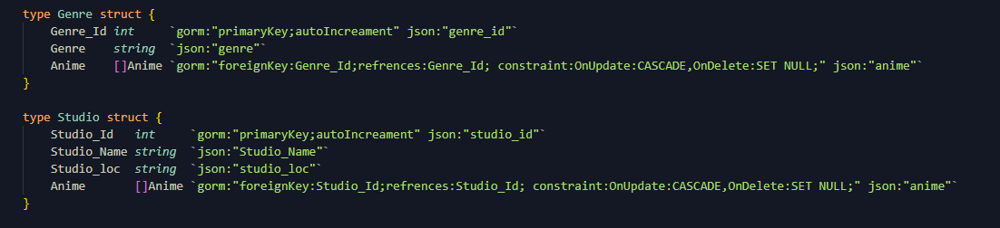 type Genre struct {
    Genre_Id int     `gorm:"primaryKey;autoIncreament" json:"genre_id"`
    Genre    string  `json:"genre"`
    Anime    []Anime `gorm:"foreignKey:Genre_Id;refrences:Genre_Id; constraint:OnUpdate:CASCADE,OnDelete:SET NULL;" json:"anime"`
}

type Studio struct {
    Studio_Id   int     `gorm:"primaryKey;autoIncreament" json:"studio_id"`
    Studio_Name string  `json:"Studio_Name"`
    Studio_loc  string  `json:"studio_loc"`
    Anime       []Anime `gorm:"foreignKey:Studio_Id;refrences:Studio_Id; constraint:OnUpdate:CASCADE,OnDelete:SET NULL;" json:"anime"`
}